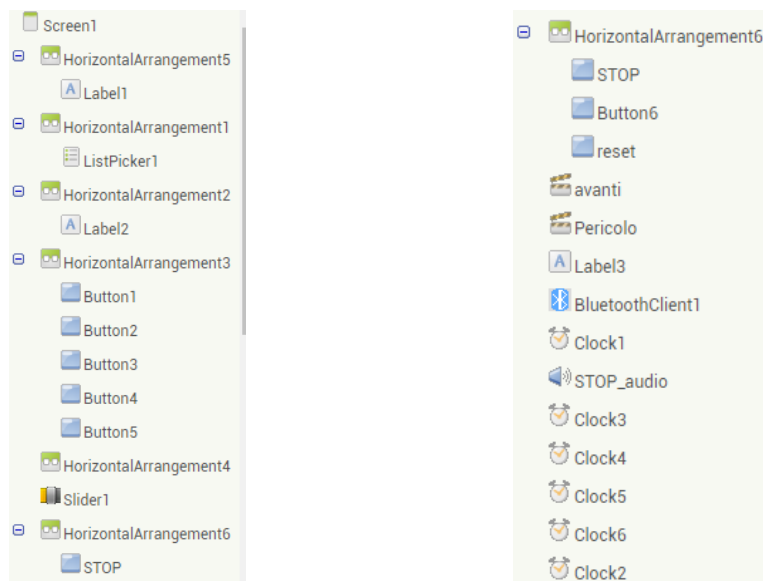 Screen1
HorizontalArrangement5
Label1
HorizontalArrangement1
ListPicker1
HorizontalArrangement2
Label2
HorizontalArrangement3
Button1
Button2
Button3
Button4
Button5
HorizontalArrangement4
Slider1
HorizontalArrangement6
STOP
HorizontalArrangement6
STOP
Button6
reset
avanti
Pericolo
Label3
BluetoothClient1
Clock1
STOP_audio
Clock3
Clock4
Clock5
Clock6
Clock2